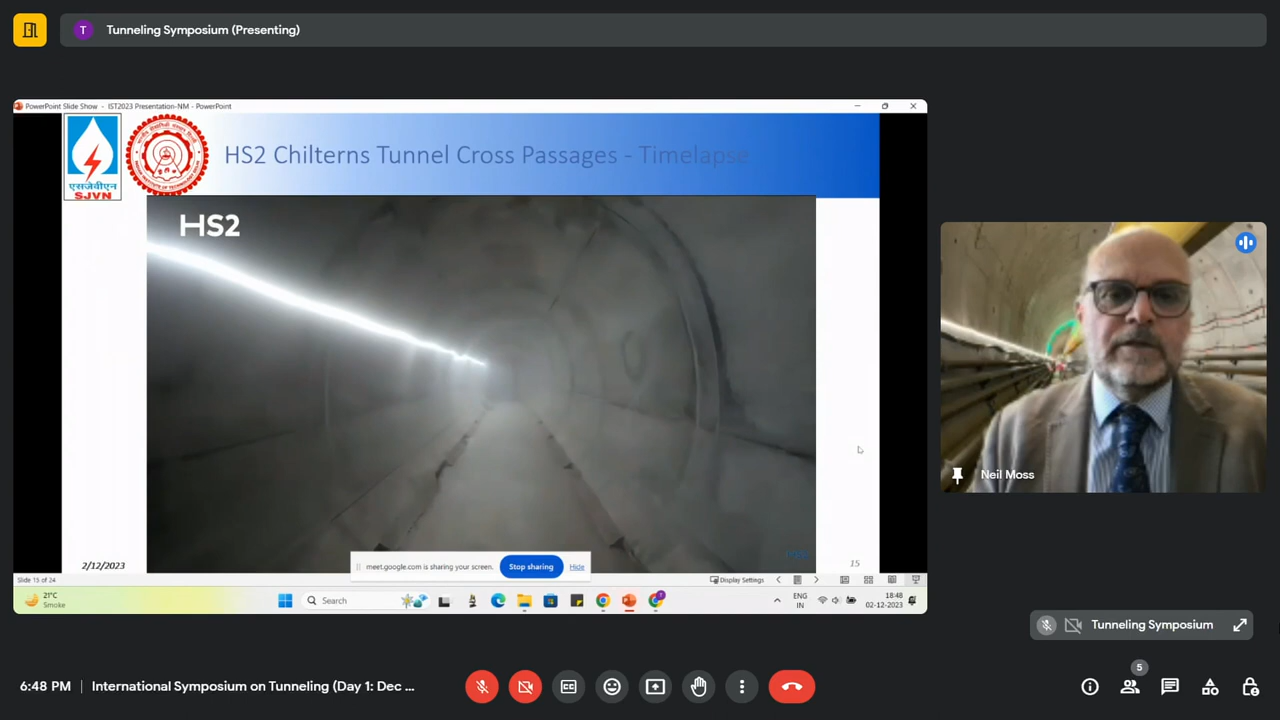 T
Tunneling Symposium (Presenting)
PowerPoint Slide Show - IST2023 Presentation-NM - PowerPoint
एसजेवीएन
SJVN
HS2 Chilterns Tunnel Cross Passages - Timelapse
HS2
Neil Moss
2/12/2023
meet.google.com is sharing your screen.
Stop sharing
Hide
15
Slide 15 of 24
Display Settings
21°C
Smoke
Search
ENG
IN
18:48
02-12-2023
Tunneling Symposium
6:48 PM
International Symposium on Tunneling (Day 1: Dec ...
5